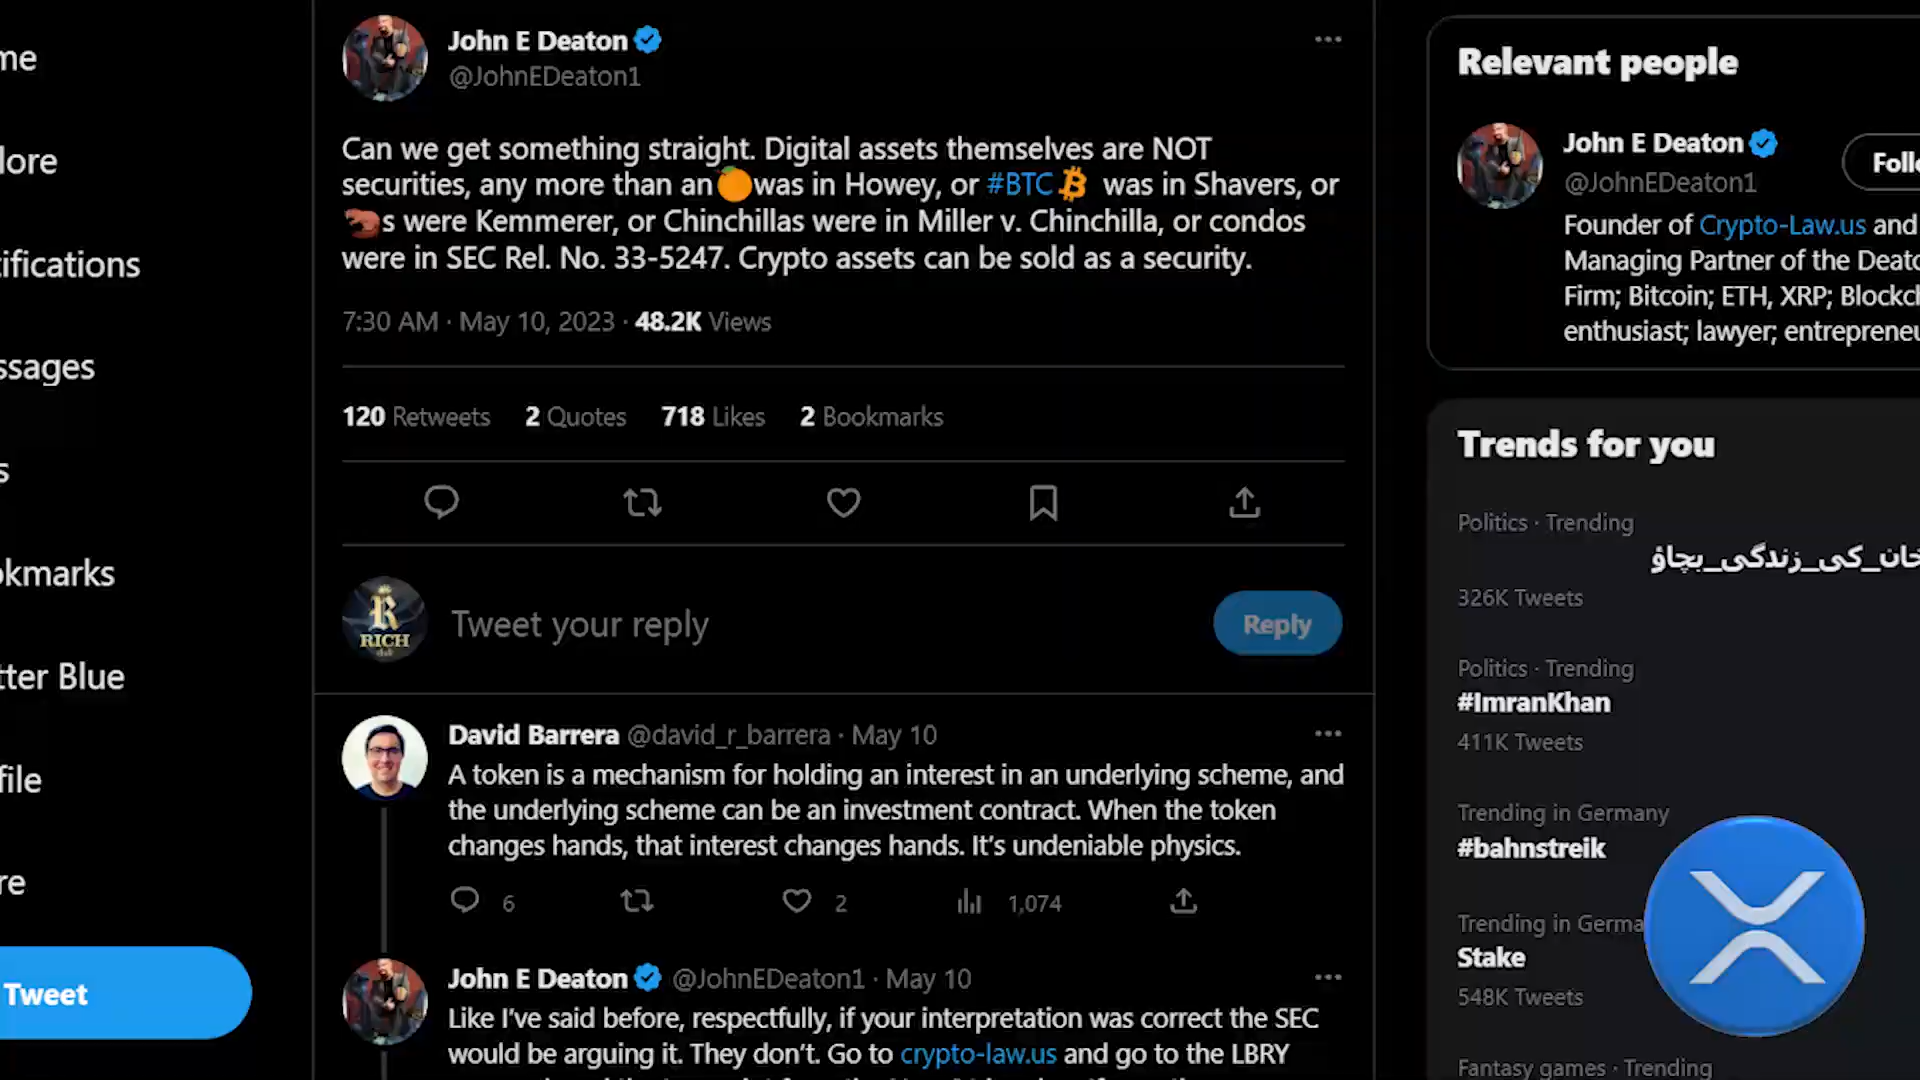 me
lore
ifications
ssages
s
okmarks
tter Blue
file
re
Tweet
John E Deaton
@JohnEDeaton1
Can we get something straight. Digital assets themselves are NOT
securities, any more than an🍊was in Howey, or #BTC was in Shavers, or
🦫s were Kemmerer, or Chinchillas were in Miller v. Chinchilla, or condos
were in SEC Rel. No. 33-5247. Crypto assets can be sold as a security.
7:30 AM · May 10, 2023 · 48.2K Views
120 Retweets 2 Quotes 718 Likes 2 Bookmarks
R
RICH
club
Tweet your reply
Reply
David Barrera @david_r_barrera · May 10
A token is a mechanism for holding an interest in an underlying scheme, and
the underlying scheme can be an investment contract. When the token
changes hands, that interest changes hands. It’s undeniable physics.
6 2 1,074
John E Deaton @JohnEDeaton1 · May 10
Like I’ve said before, respectfully, if your interpretation was correct the SEC
would be arguing it. They don’t. Go to crypto-law.us and go to the LBRY
Relevant people
John E Deaton
@JohnEDeaton1
Follo
Founder of Crypto-Law.us and
Managing Partner of the Deato
Firm; Bitcoin; ETH, XRP; Blockch
enthusiast; lawyer; entrepreneu
Trends for you
Politics · Trending
خان_کی_زندگی_بچاؤ
326K Tweets
Politics · Trending
#ImranKhan
411K Tweets
Trending in Germany
#bahnstreik
Trending in Germa
Stake
548K Tweets
Fantasy games · Trending